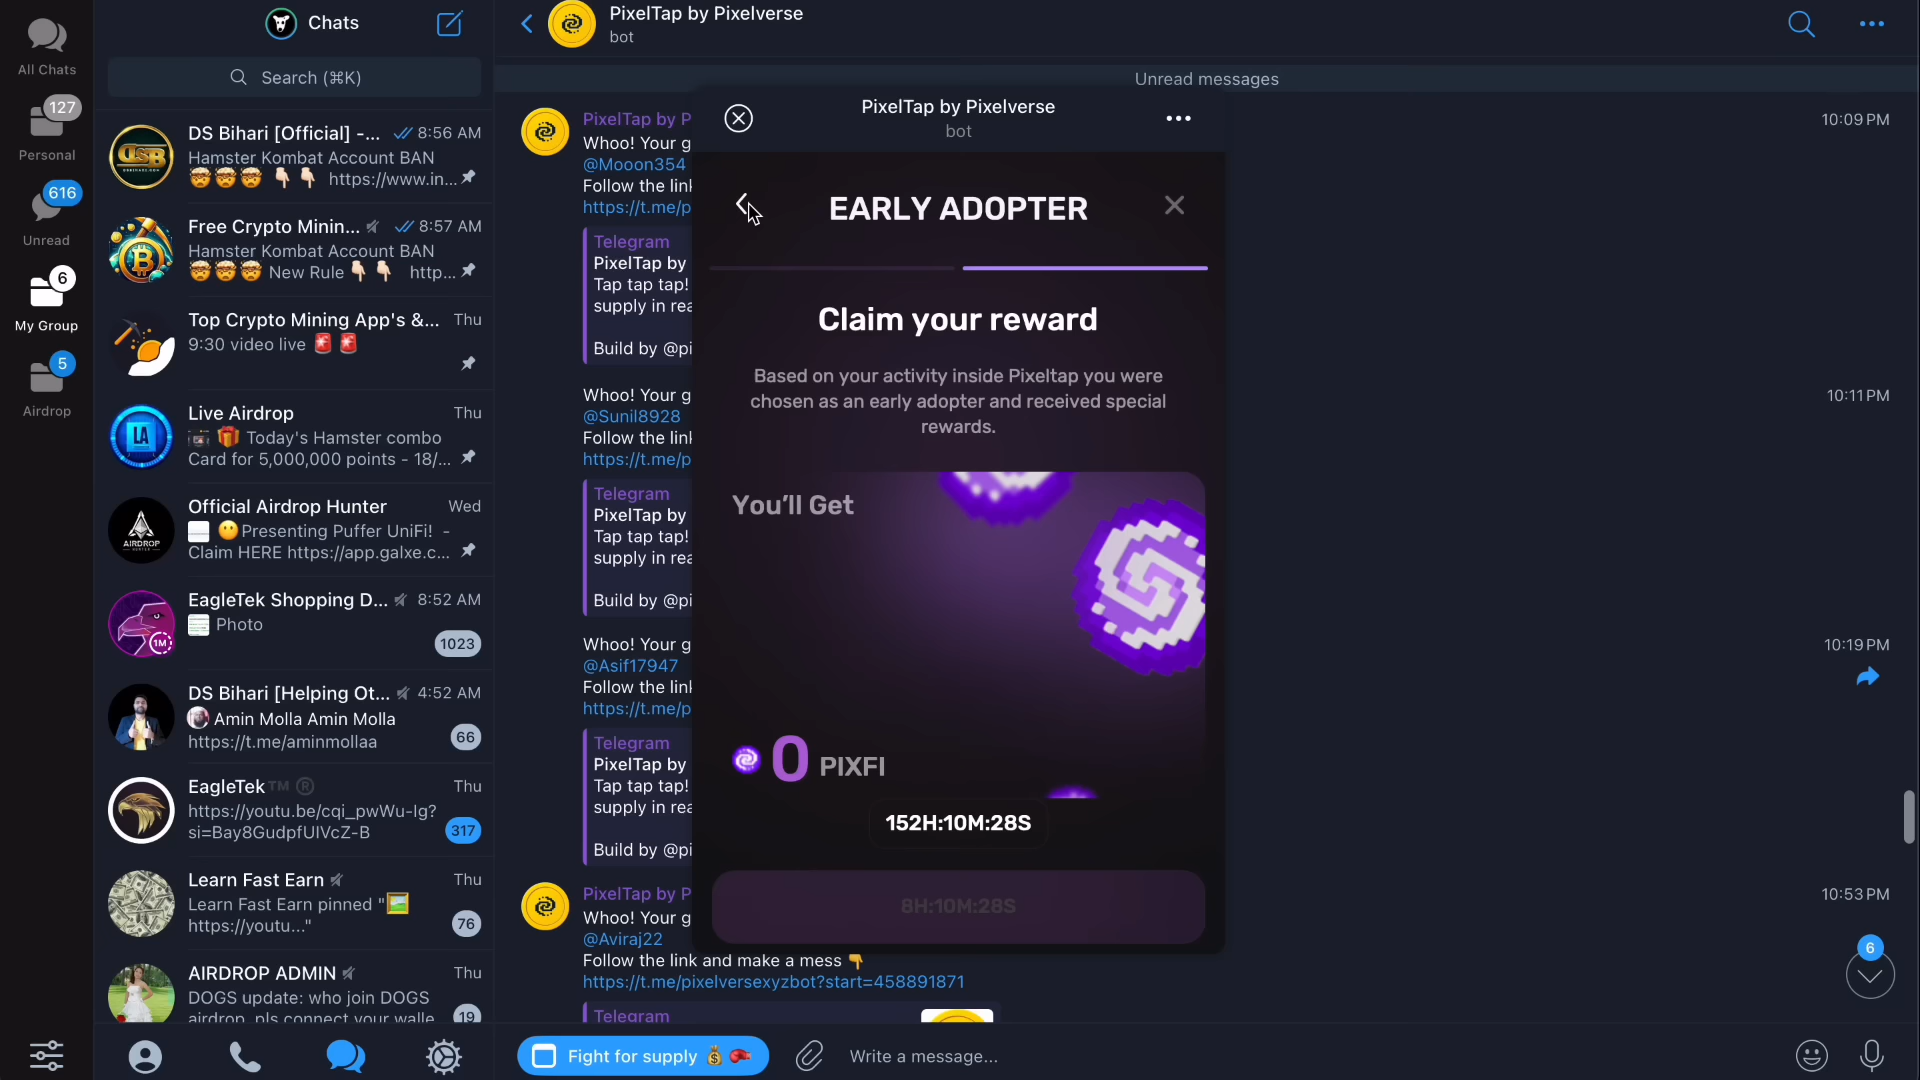 All Chats
127
Personal
616
Unread
6
My Group
5
Airdrop
Chats
Search (⌘K)
DS Bihari [Official] -... 8:56 AM
Hamster Kombat Account BAN
🤯🤯🤯 👇🏻👇🏻 https://www.in...
Free Crypto Minin... 8:57 AM
Hamster Kombat Account BAN
🤯🤯🤯 New Rule 👇🏻👇🏻 http...
Top Crypto Mining App's &... Thu
9:30 video live 🚨 🚨
Live Airdrop Thu
🎁 Today's Hamster combo
Card for 5,000,000 points - 18/...
Official Airdrop Hunter Wed
😶Presenting Puffer UniFi! -
Claim HERE https://app.galxe.c...
EagleTek Shopping D... 8:52 AM
Photo
1023
DS Bihari [Helping Ot... 4:52 AM
Amin Molla Amin Molla
https://t.me/aminmollaa
66
EagleTek™ ® Thu
https://youtu.be/cqi_pwWu-Ig?
si=Bay8GudpfUIVcZ-B
317
Learn Fast Earn Thu
Learn Fast Earn pinned "🖼️
https://youtu..."
76
AIRDROP ADMIN Thu
DOGS update: who join DOGS
airdrop, pls connect your walle
19
PixelTap by Pixelverse
bot
Unread messages
PixelTap by P
10:09 PM
Whoo! Your g
@Mooon354
Follow the link
https://t.me/p
Telegram
PixelTap by
Tap tap tap!
supply in rea
Build by @pi
Whoo! Your g
10:11 PM
@Sunil8928
Follow the link
https://t.me/p
Telegram
PixelTap by
Tap tap tap!
supply in rea
Build by @pi
Whoo! Your g
10:19 PM
@Asif17947
Follow the link
https://t.me/p
Telegram
PixelTap by
Tap tap tap!
supply in rea
Build by @pi
PixelTap by P
10:53 PM
Whoo! Your g
@Aviraj22
Follow the link and make a mess 👇
https://t.me/pixelversexyzbot?start=458891871
Telegram
6
Fight for supply 💰🥊
Write a message...
PixelTap by Pixelverse
bot
EARLY ADOPTER
Claim your reward
Based on your activity inside Pixeltap you were
chosen as an early adopter and received special
rewards.
You'll Get
0 PIXFI
152H:10M:28S
8H:10M:28S